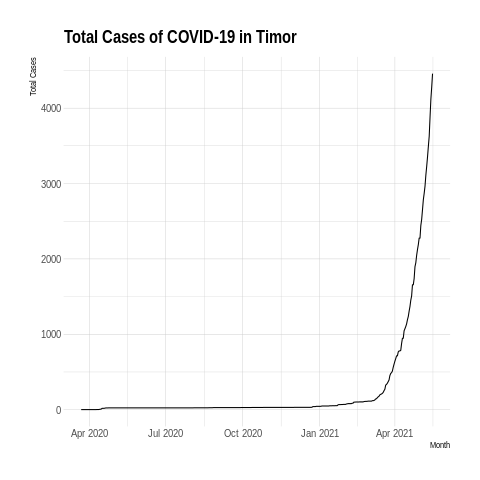 Total Cases of COVID-19 in Timor
Total Cases
4000
3000
2000
1000
0
Apr 2020 Jul 2020 Oct 2020 Jan 2021 Apr 2021
Month